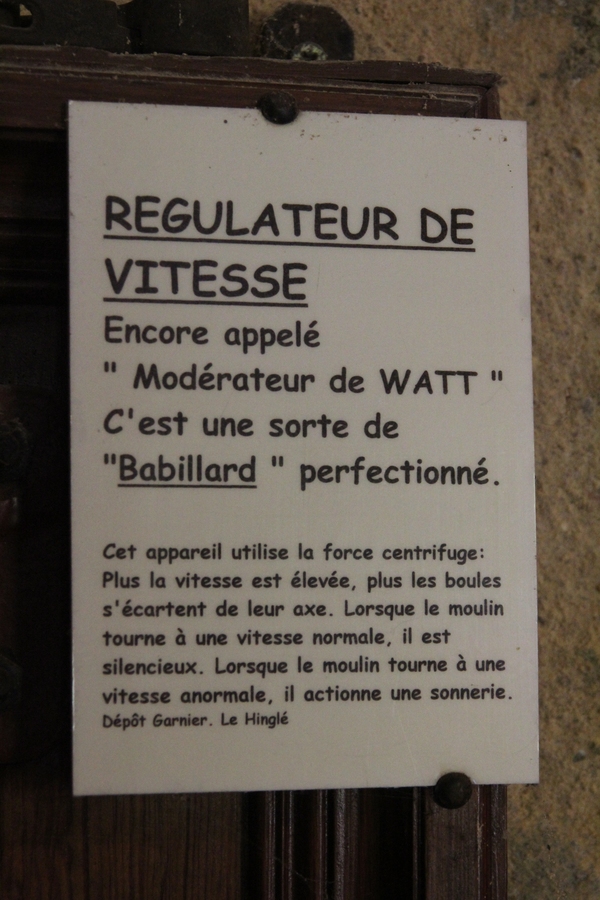 REGULATEUR DE
VITESSE
Encore appelé
" Modérateur de WATT "
C'est une sorte de
"Babillard " perfectionné.
Cet appareil utilise la force centrifuge:
Plus la vitesse est élevée, plus les boules
s'écartent de leur axe. Lorsque le moulin
tourne à une vitesse normale, il est
silencieux. Lorsque le moulin tourne à une
vitesse anormale, il actionne une sonnerie.
Dépôt Garnier. Le Hinglé